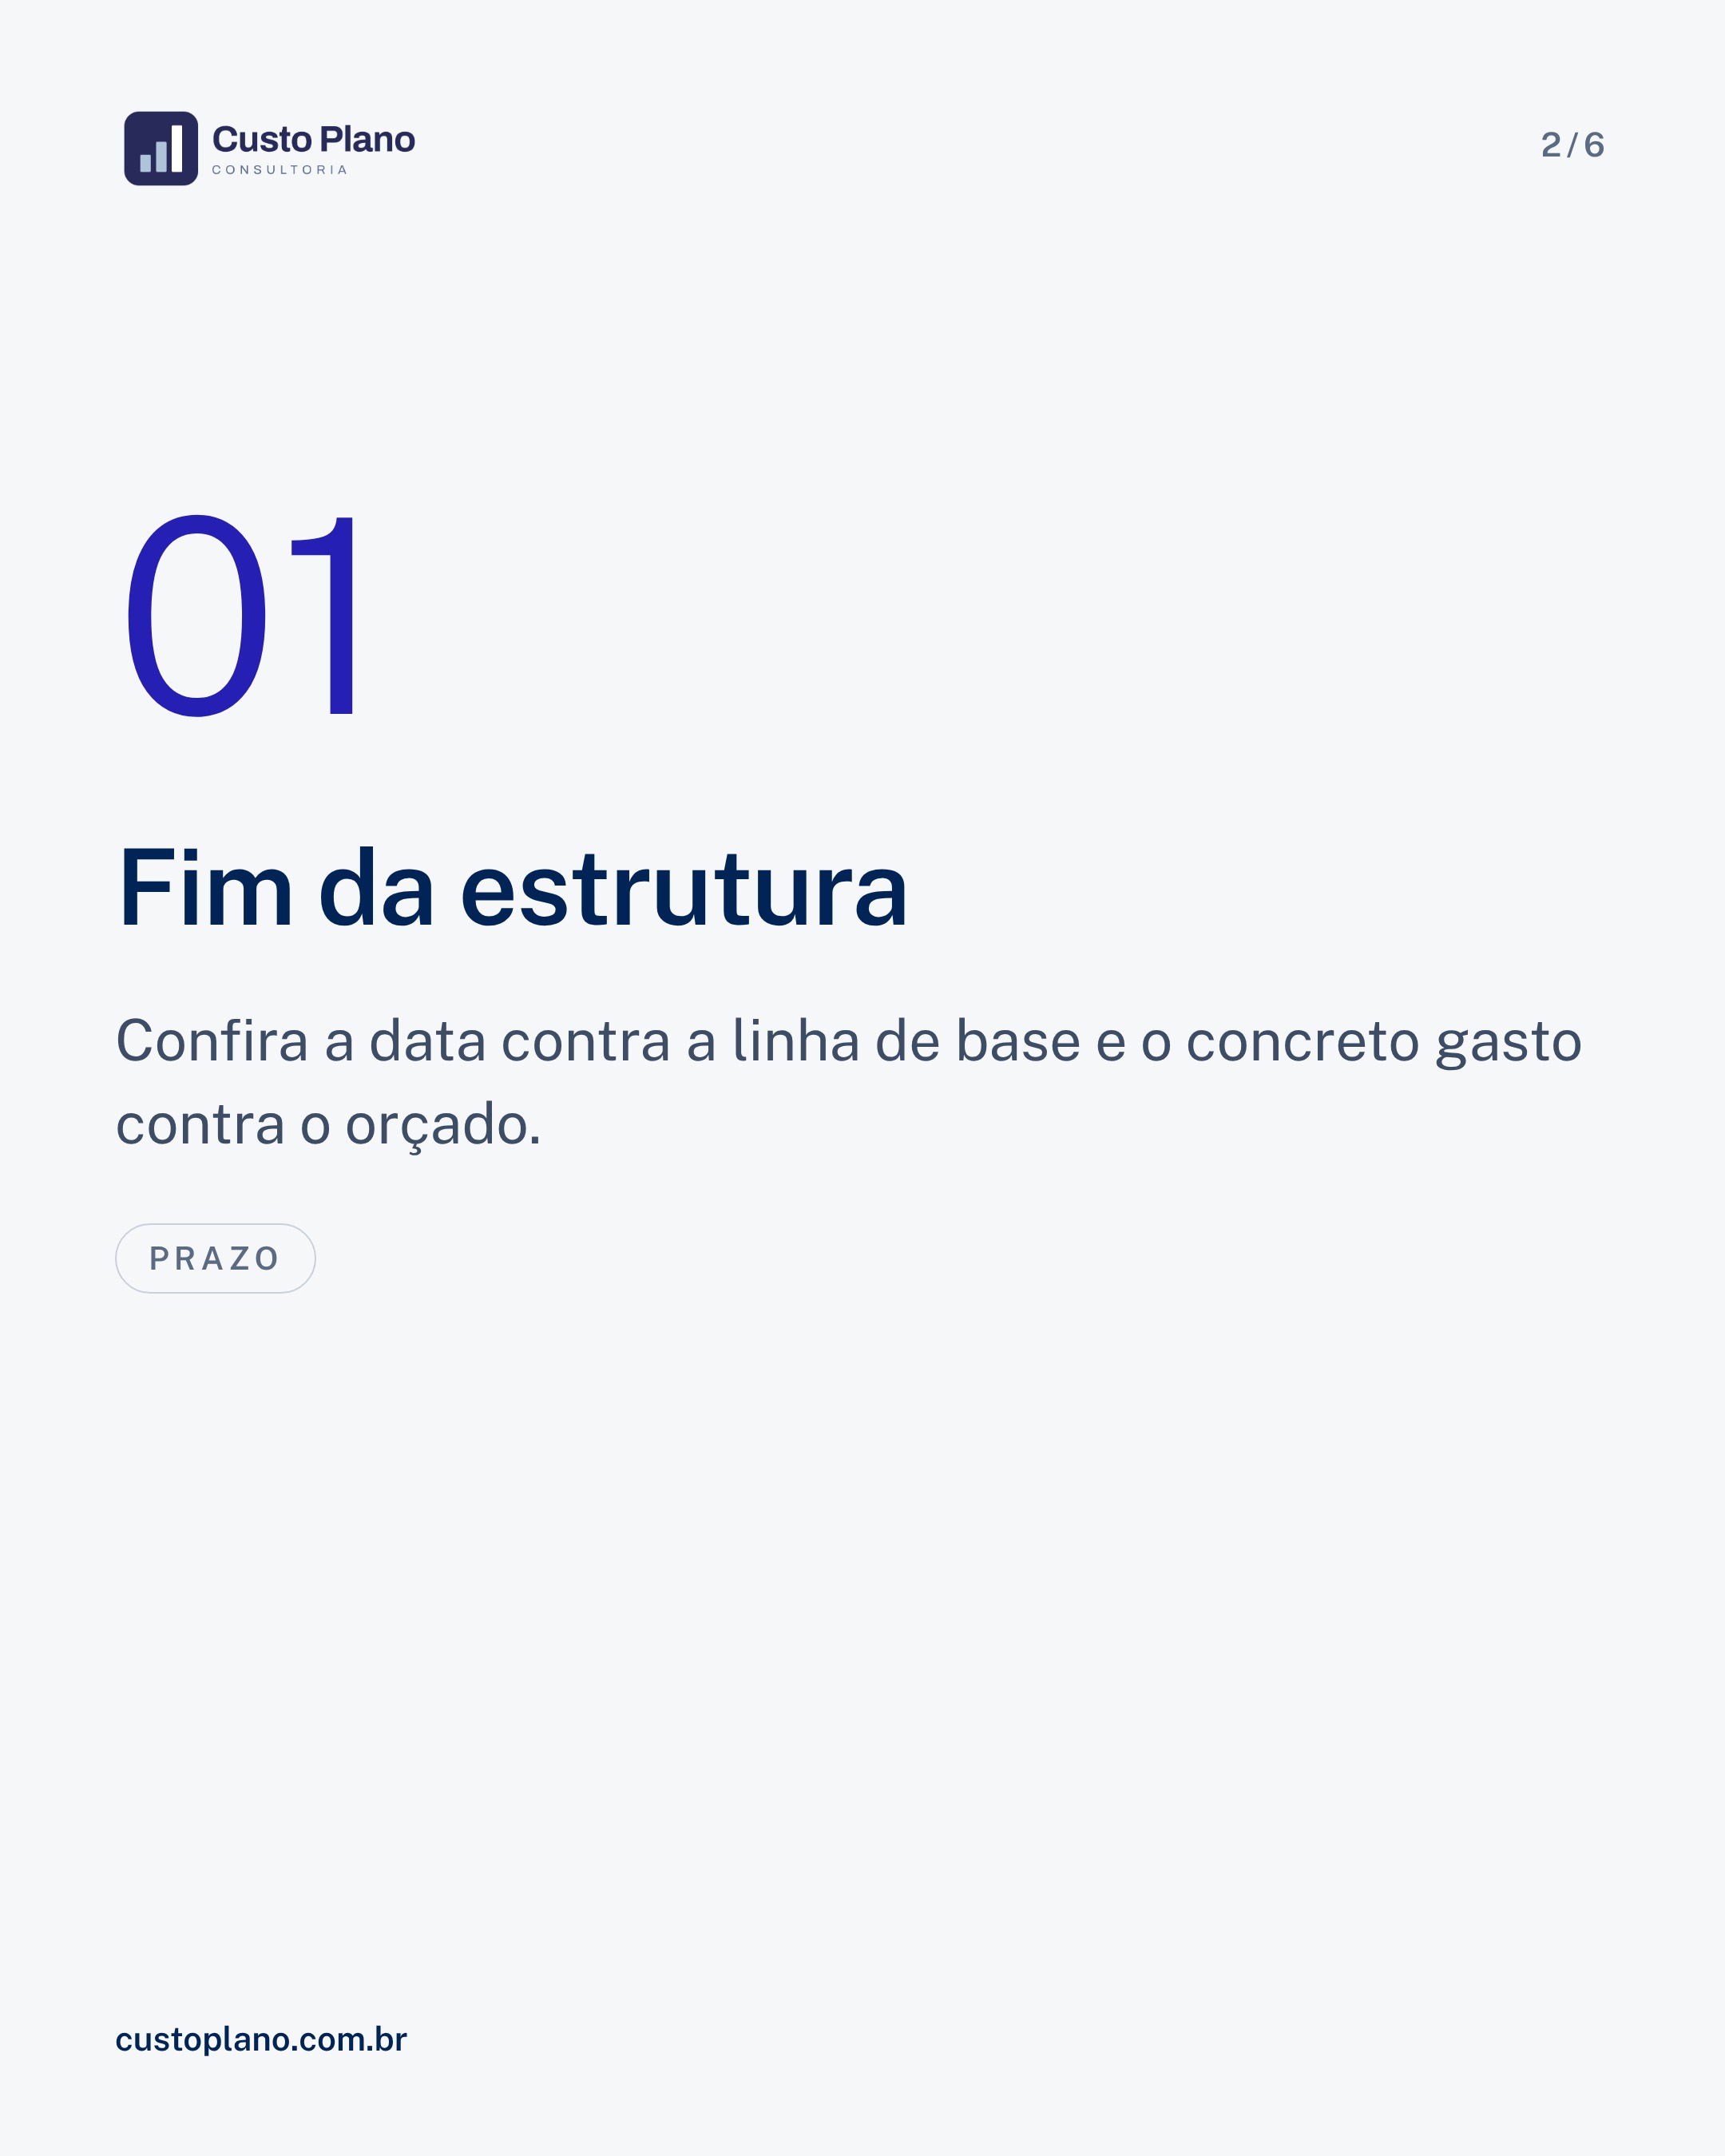 Custo Plano
CONSULTORIA
2/6
01
Fim da estrutura
Confira a data contra a linha de base e o concreto gasto
contra o orçado.
PRAZO
custoplano.com.br